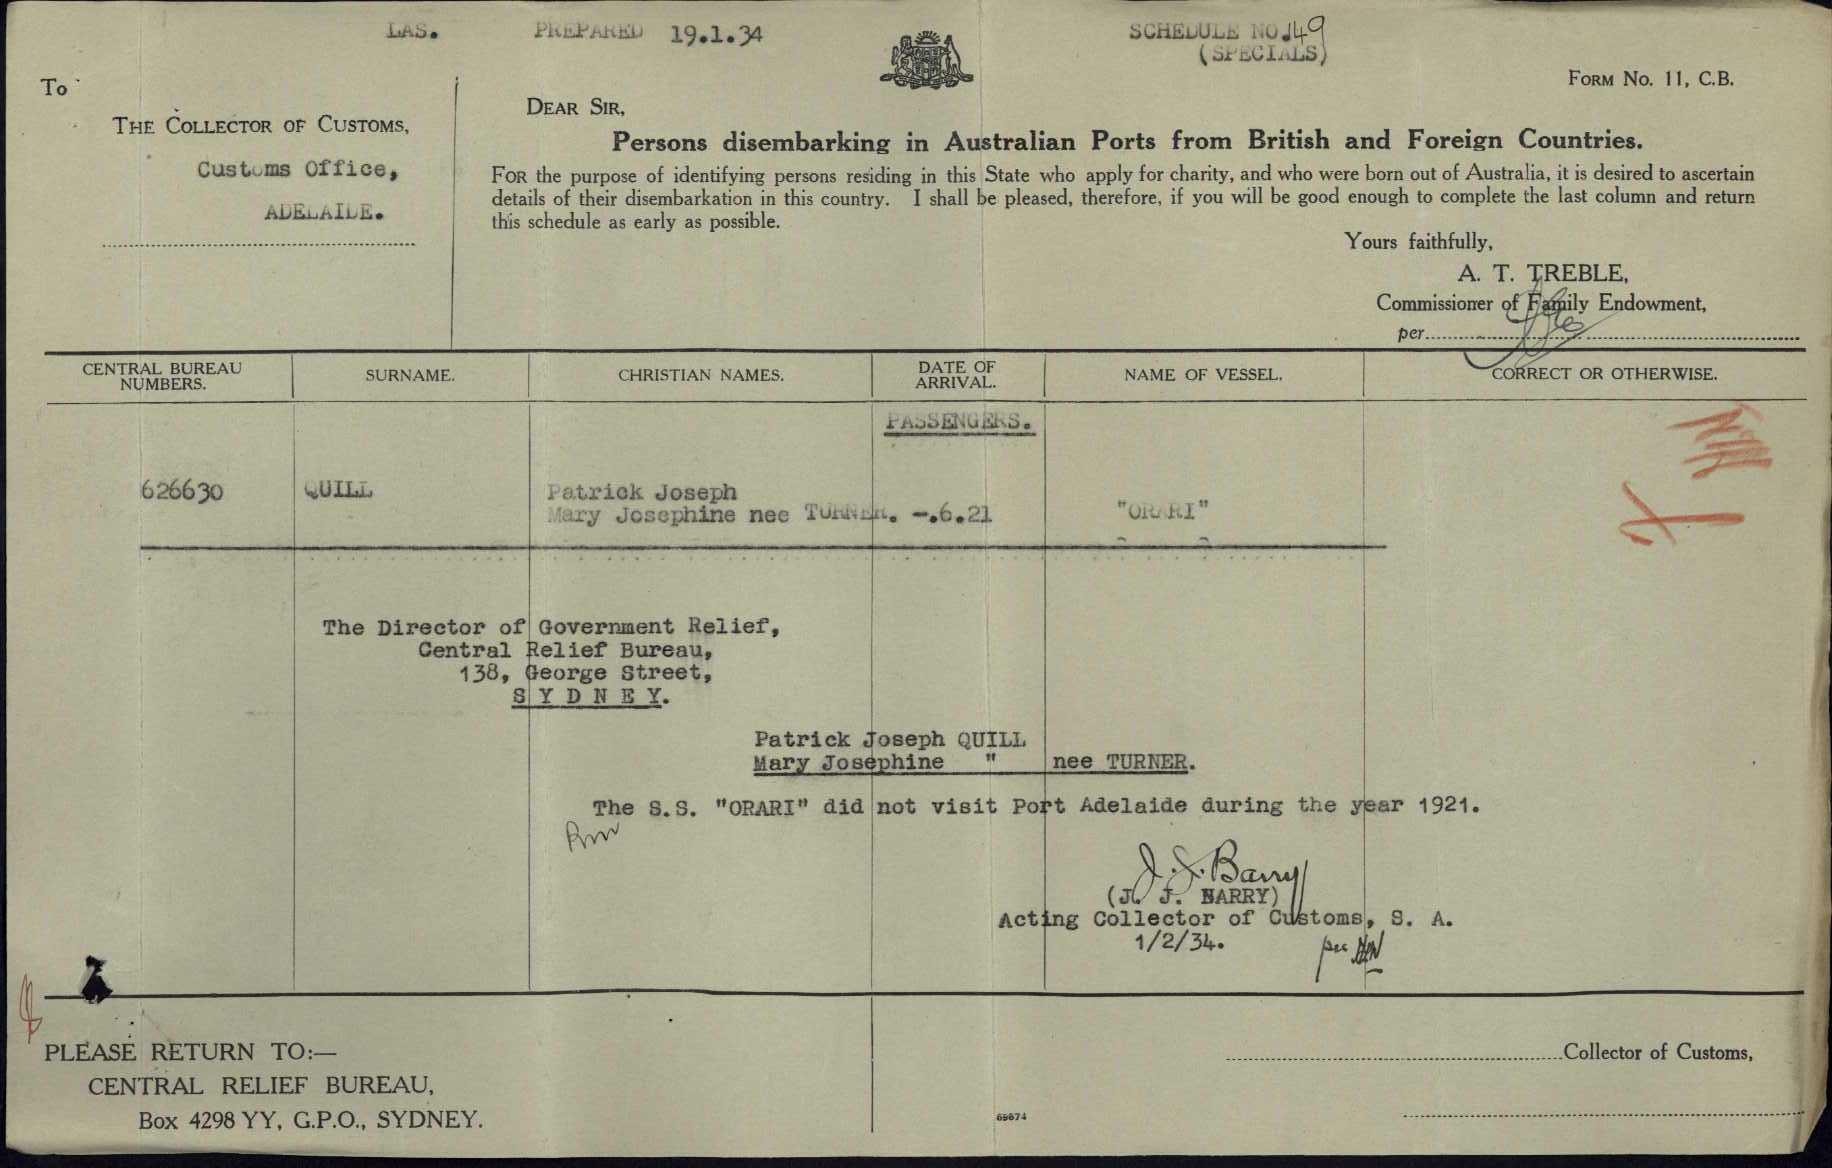 LAS. PREPARED 19.1.34 SCHEDULE NO.149
(SPECIALS)
FORM No. 11, C.B.
To
THE COLLECTOR OF CUSTOMS,
Customs Office,
ADELAIDE.
DEAR SIR,
Persons disembarking in Australian Ports from British and Foreign Countries.
FOR the purpose of identifying persons residing in this State who apply for charity, and who were born out of Australia, it is desired to ascertain
details of their disembarkation in this country. I shall be pleased, therefore, if you will be good enough to complete the last column and return
this schedule as early as possible.
Yours faithfully,
A. T. TREBLE,
Commissioner of Family Endowment,
per
CENTRAL BUREAU NUMBERS. SURNAME. CHRISTIAN NAMES. DATE OF ARRIVAL. NAME OF VESSEL. CORRECT OR OTHERWISE.
PASSENGERS.
626630 QUILL Patrick Joseph
Mary Josephine nee TURNER. -.6.21 "ORARI"
The Director of Government Relief,
Central Relief Bureau,
138, George Street,
SYDNEY.
Patrick Joseph QUILL
Mary Josephine " nee TURNER.
The S.S. "ORARI" did not visit Port Adelaide during the year 1921.
J. J. Barry
(J. J. BARRY)
Acting Collector of Customs, S. A.
1/2/34.
per
PLEASE RETURN TO:—
CENTRAL RELIEF BUREAU,
Box 4298 YY, G.P.O., SYDNEY.
69674
Collector of Customs,